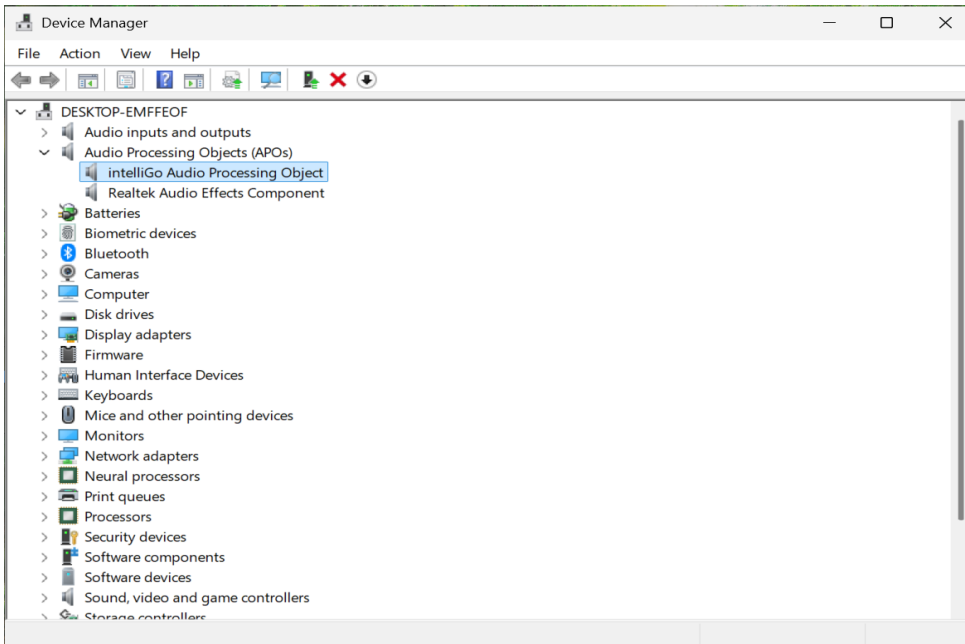 Device Manager
File Action View Help
DESKTOP-EMFFEOF
Audio inputs and outputs
Audio Processing Objects (APOs)
intelliGo Audio Processing Object
Realtek Audio Effects Component
Batteries
Biometric devices
Bluetooth
Cameras
Computer
Disk drives
Display adapters
Firmware
Human Interface Devices
Keyboards
Mice and other pointing devices
Monitors
Network adapters
Neural processors
Print queues
Processors
Security devices
Software components
Software devices
Sound, video and game controllers
Storage controllers